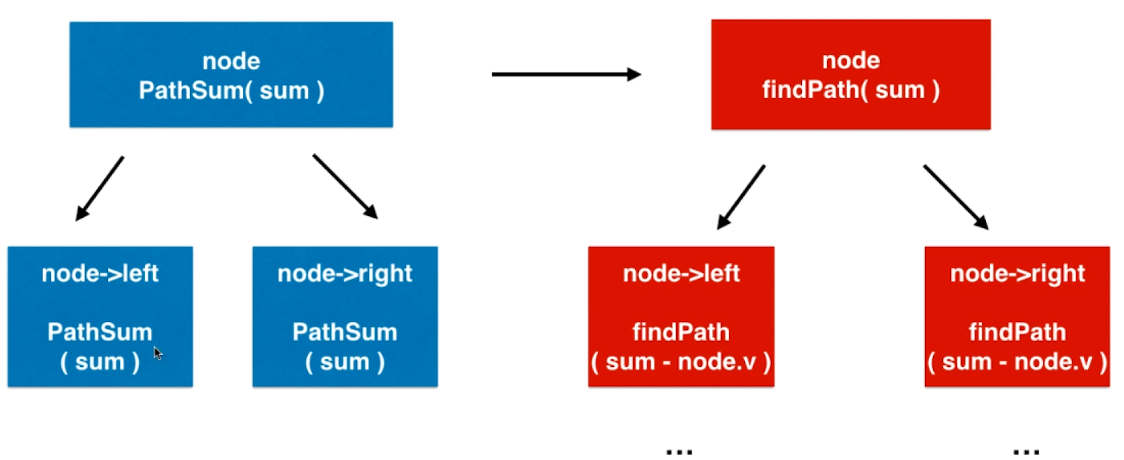 node
PathSum( sum )
node
findPath( sum )
node->left
PathSum
( sum )
node->right
PathSum
( sum )
node->left
findPath
( sum - node.v )
node->right
findPath
( sum - node.v )
...
...